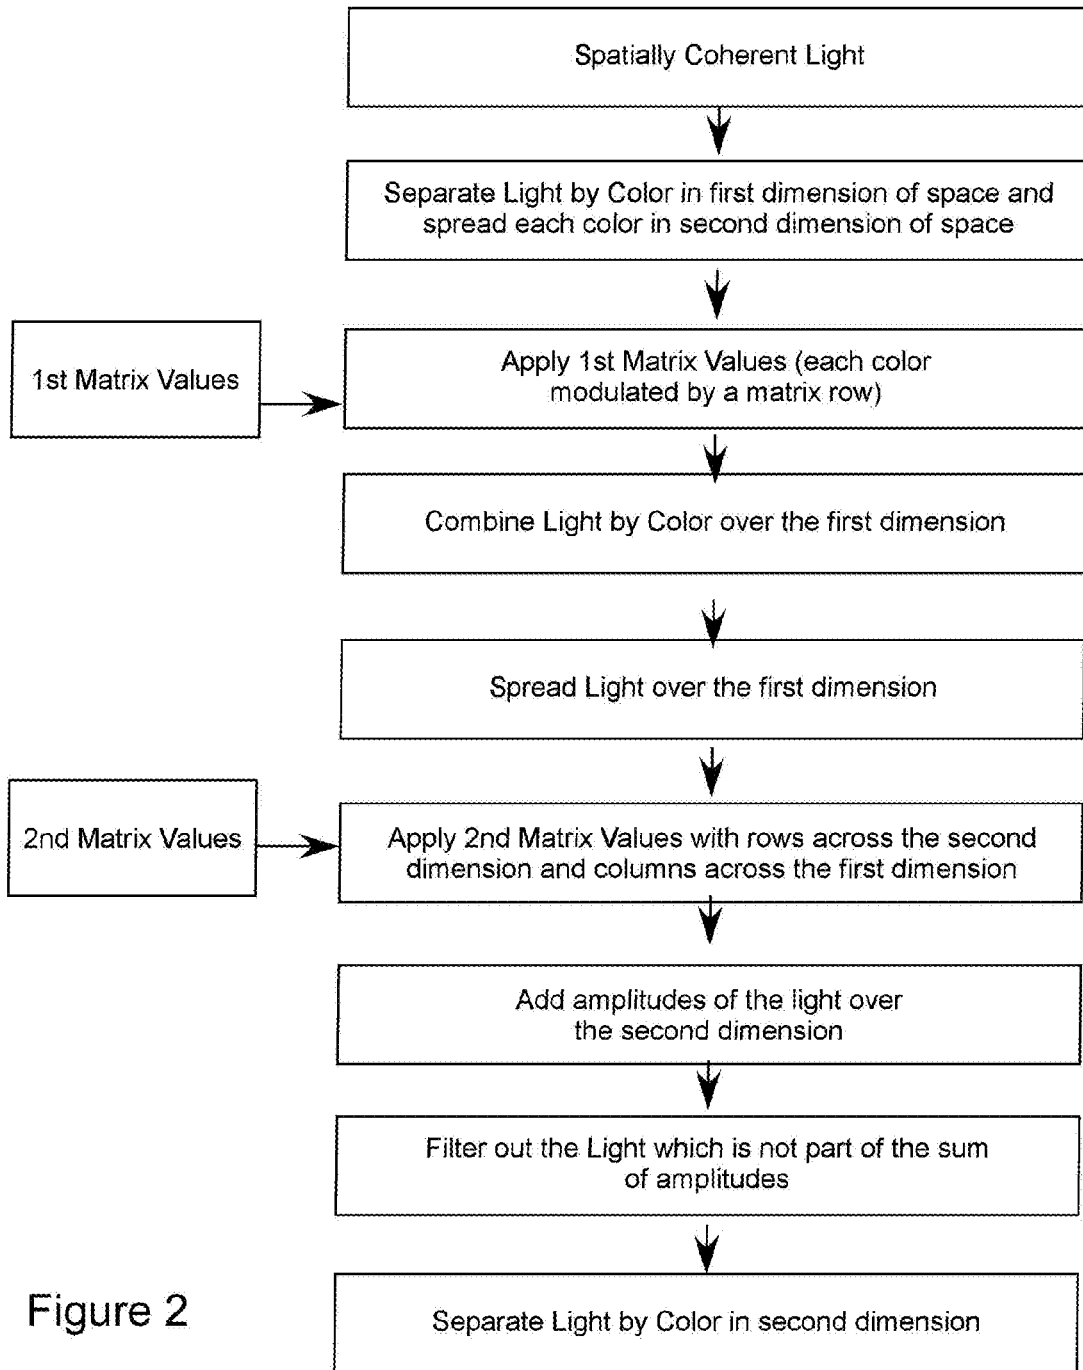 Spatially Coherent Light
Separate Light by Color in first dimension of space and
spread each color in second dimension of space
1st Matrix Values
Apply 1st Matrix Values (each color
modulated by a matrix row)
Combine Light by Color over the first dimension
Spread Light over the first dimension
2nd Matrix Values
Apply 2nd Matrix Values with rows across the second
dimension and columns across the first dimension
Add amplitudes of the light over
the second dimension
Filter out the Light which is not part of the sum
of amplitudes
Separate Light by Color in second dimension
Figure 2